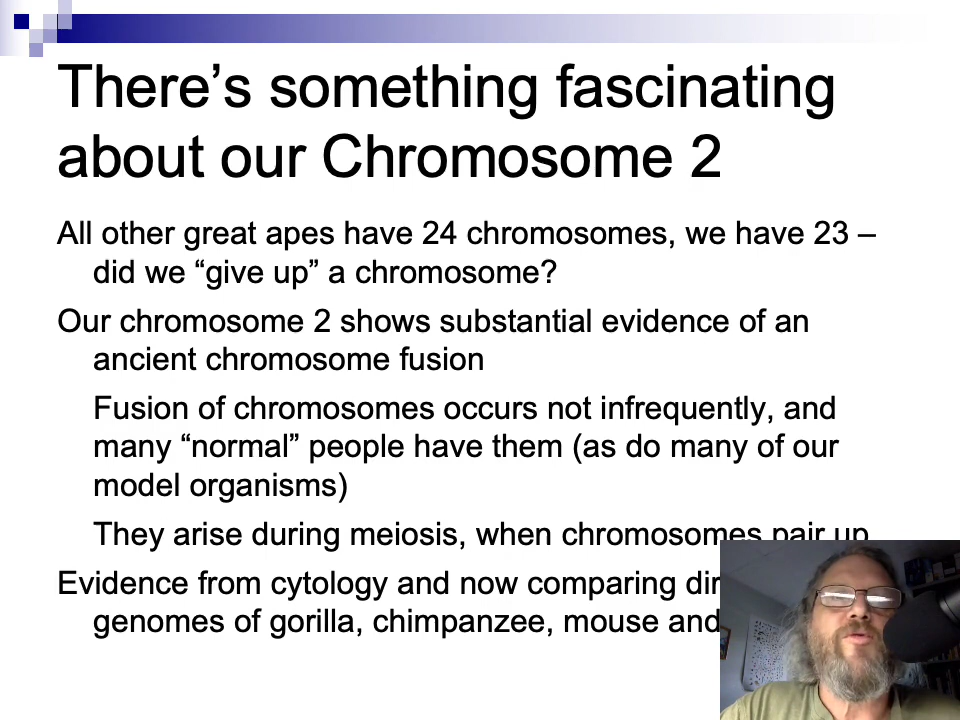 There’s something fascinating
about our Chromosome 2
All other great apes have 24 chromosomes, we have 23 –
did we “give up” a chromosome?
Our chromosome 2 shows substantial evidence of an
ancient chromosome fusion
Fusion of chromosomes occurs not infrequently, and
many “normal” people have them (as do many of our
model organisms)
They arise during meiosis, when chromosomes pair up
Evidence from cytology and now comparing
genomes of gorilla, chimpanzee, mouse and